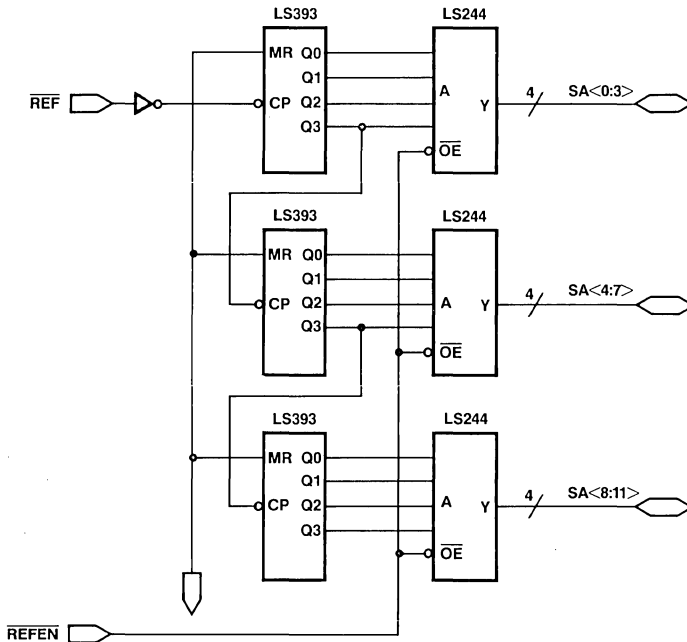 LS393 LS244
MR Q0
Q1
REF CP Q2 A Y 4 SA<0:3>
Q3
OE
LS393 LS244
MR Q0
Q1
CP Q2 A Y 4 SA<4:7>
Q3
OE
LS393 LS244
MR Q0
Q1
CP Q2 A Y 4 SA<8:11>
Q3
OE
REFEN